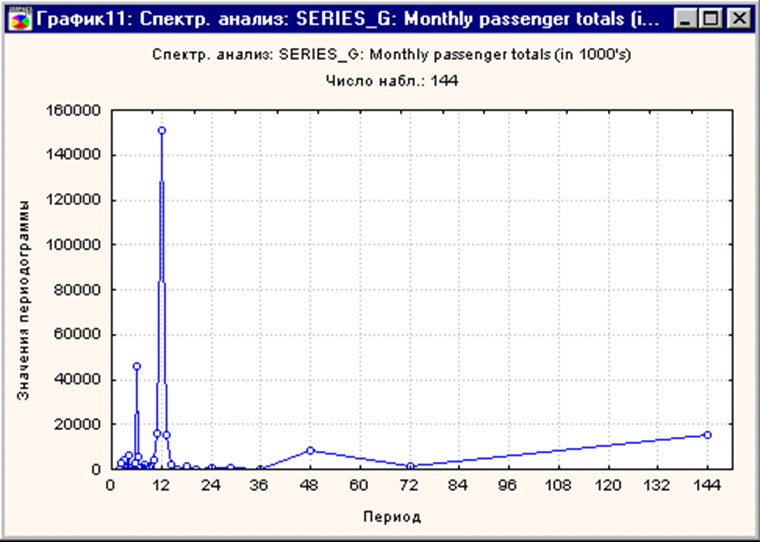 График11: Спектр. анализ: SERIES_G: Monthly passenger totals (i...
Спектр. анализ: SERIES_G: Monthly passenger totals (in 1000's)
Число набл.: 144
Значения периодограммы
160000
140000
120000
100000
80000
60000
40000
20000
0
0 12 24 36 48 60 72 84 96 108 120 132 144
Период